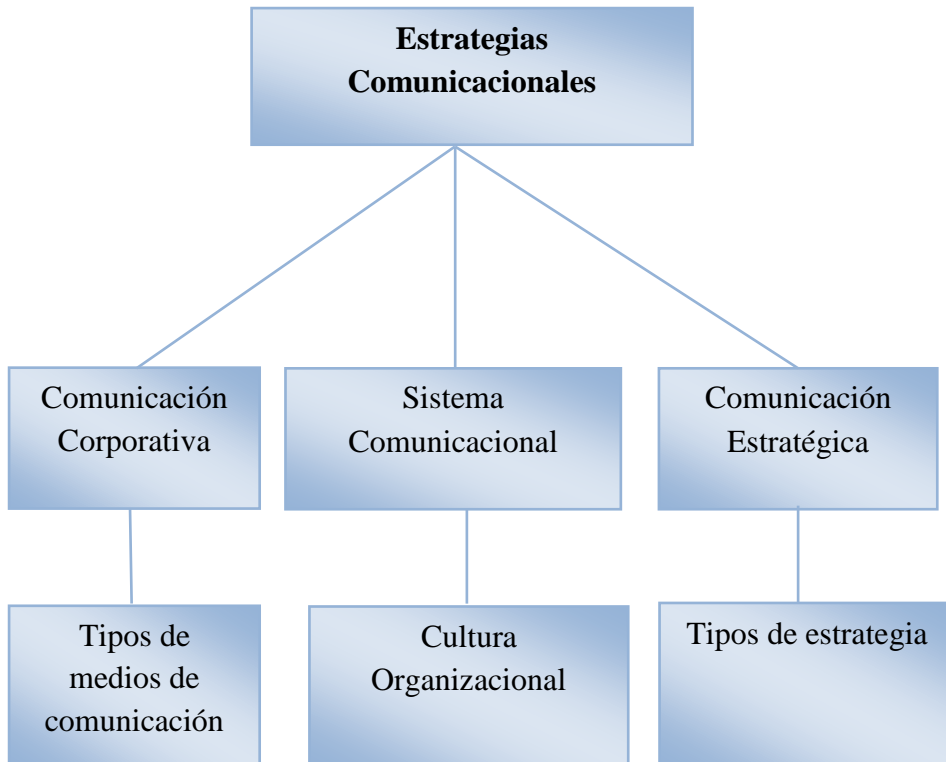 Estrategias
Comunicacionales
Comunicación
Corporativa
Sistema
Comunicacional
Comunicación
Estratégica
Tipos de
medios de
comunicación
Cultura
Organizacional
Tipos de estrategia